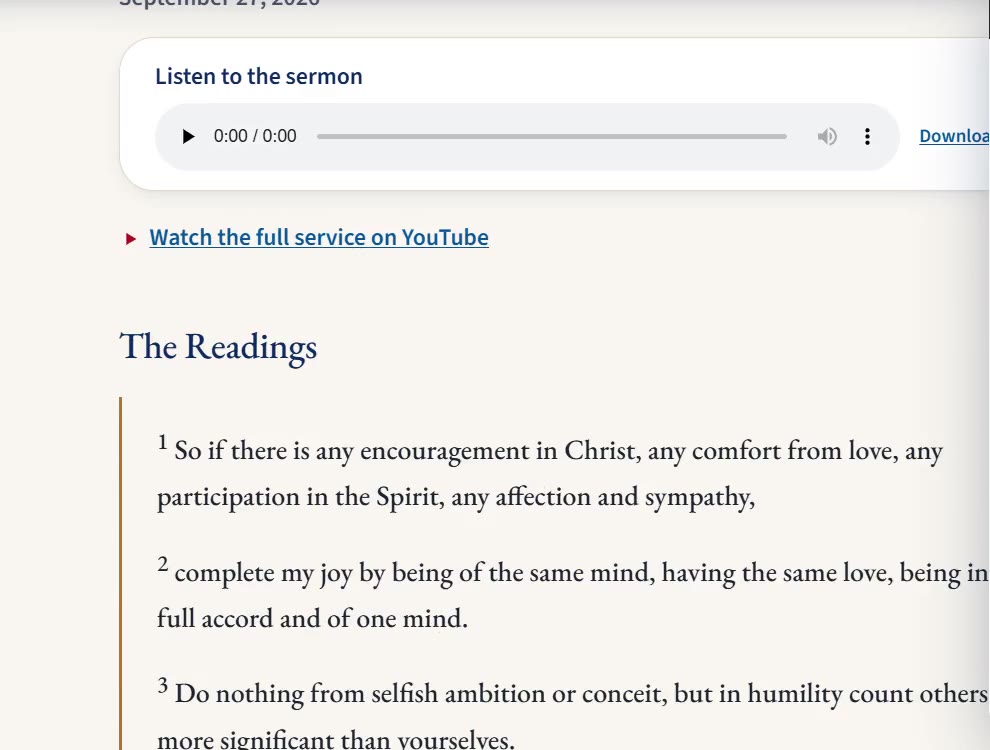 September 27, 2026
Listen to the sermon
0:00 / 0:00
Downloa
Watch the full service on YouTube
The Readings
1 So if there is any encouragement in Christ, any comfort from love, any
participation in the Spirit, any affection and sympathy,
2 complete my joy by being of the same mind, having the same love, being in
full accord and of one mind.
3 Do nothing from selfish ambition or conceit, but in humility count others
more significant than yourselves.